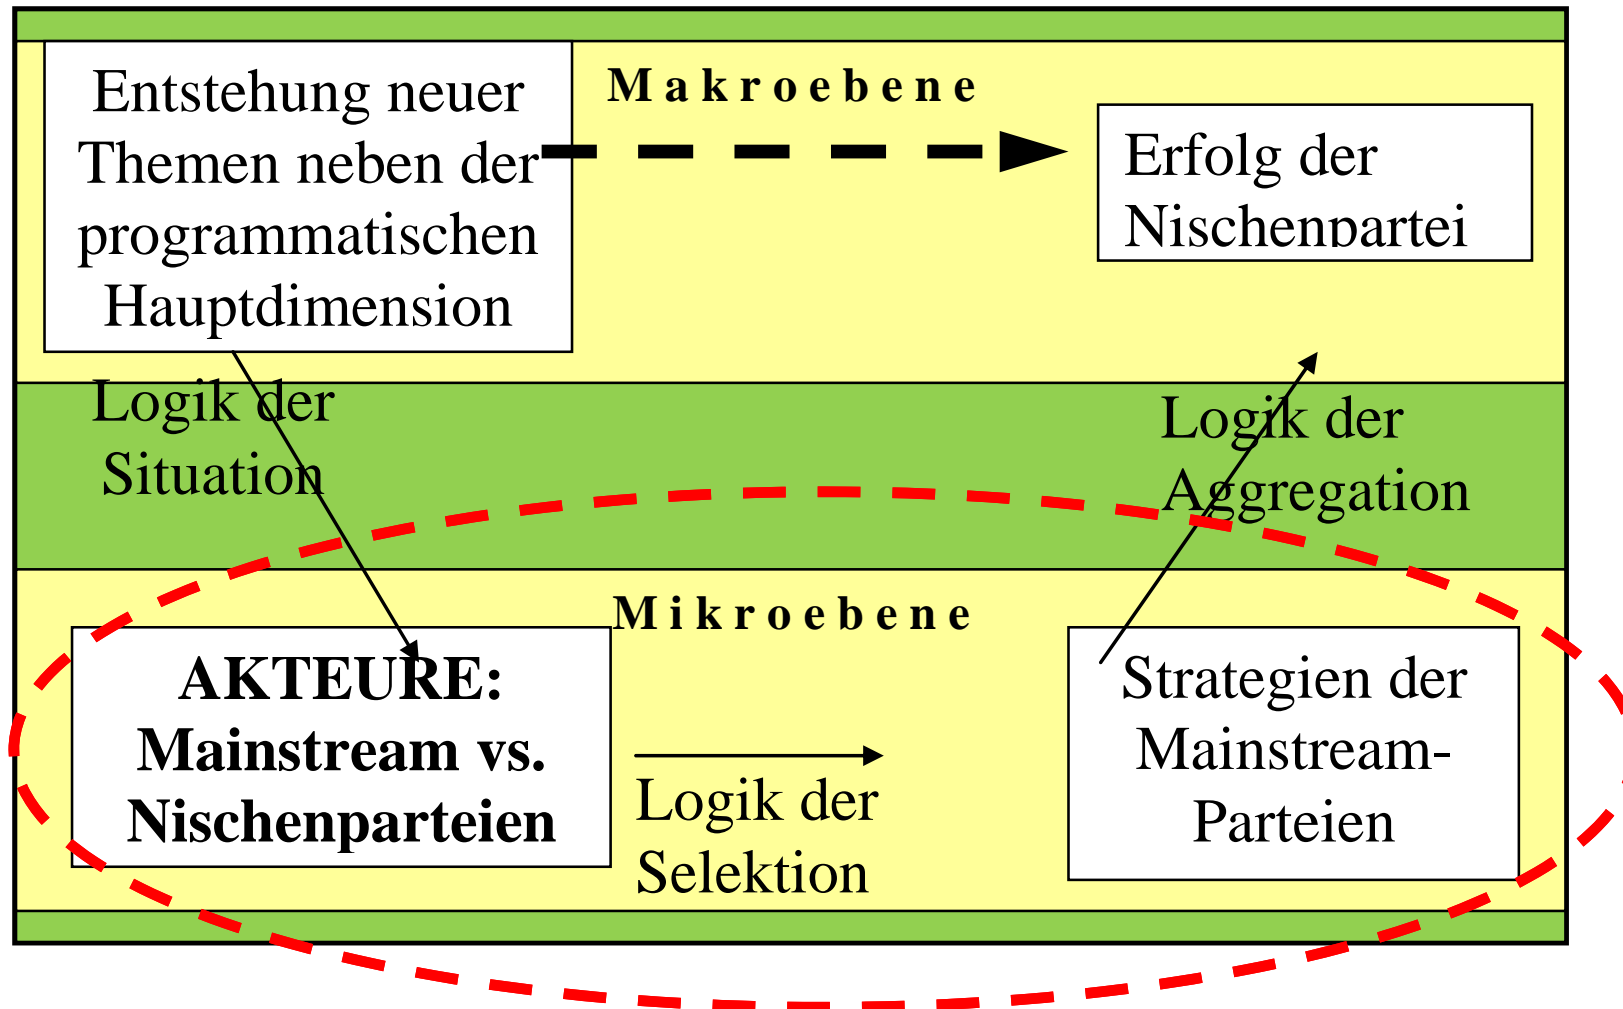 Entstehung neuer
Themen neben der
programmatischen
Hauptdimension
Makroebene
Erfolg der
Nischenpartei
Logik der
Situation
Logik der
Aggregation
Mikroebene
AKTEURE:
Mainstream vs.
Nischenparteien
Logik der
Selektion
Strategien der
Mainstream-
Parteien